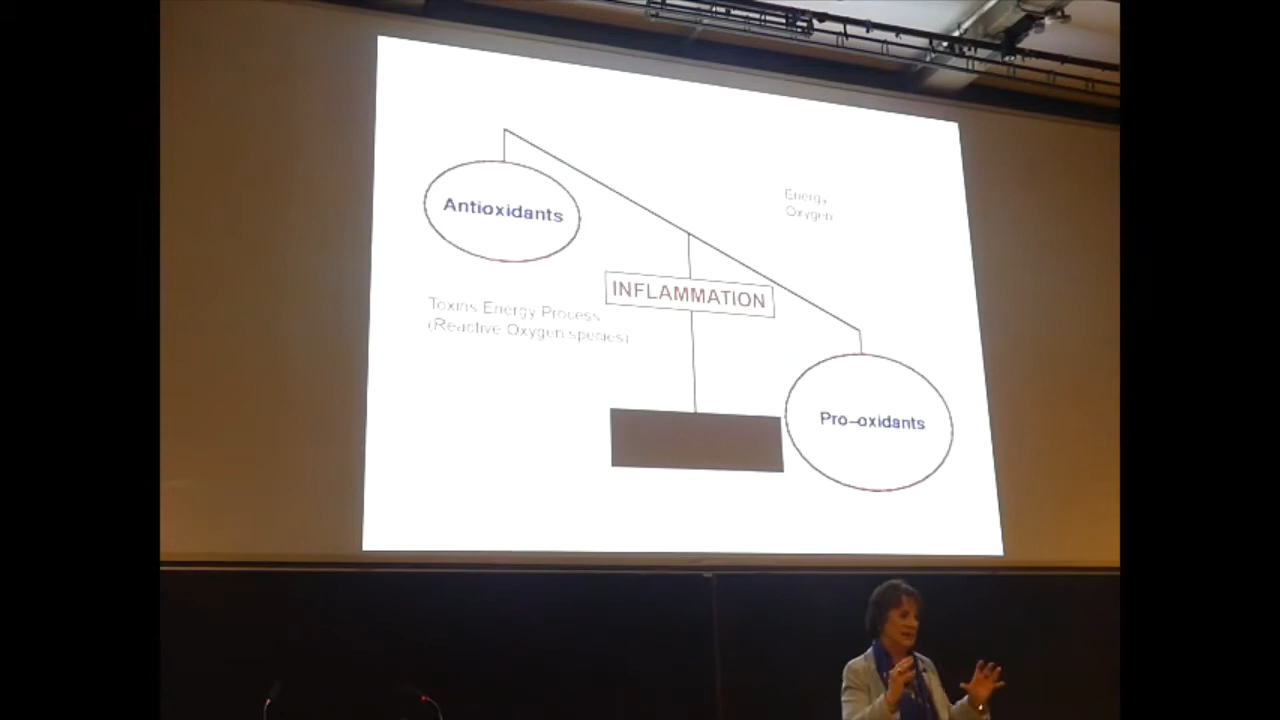 Antioxidants
Energy
Oxygen
INFLAMMATION
Toxins Energy Process
(Reactive Oxygen species)
Pro-oxidants